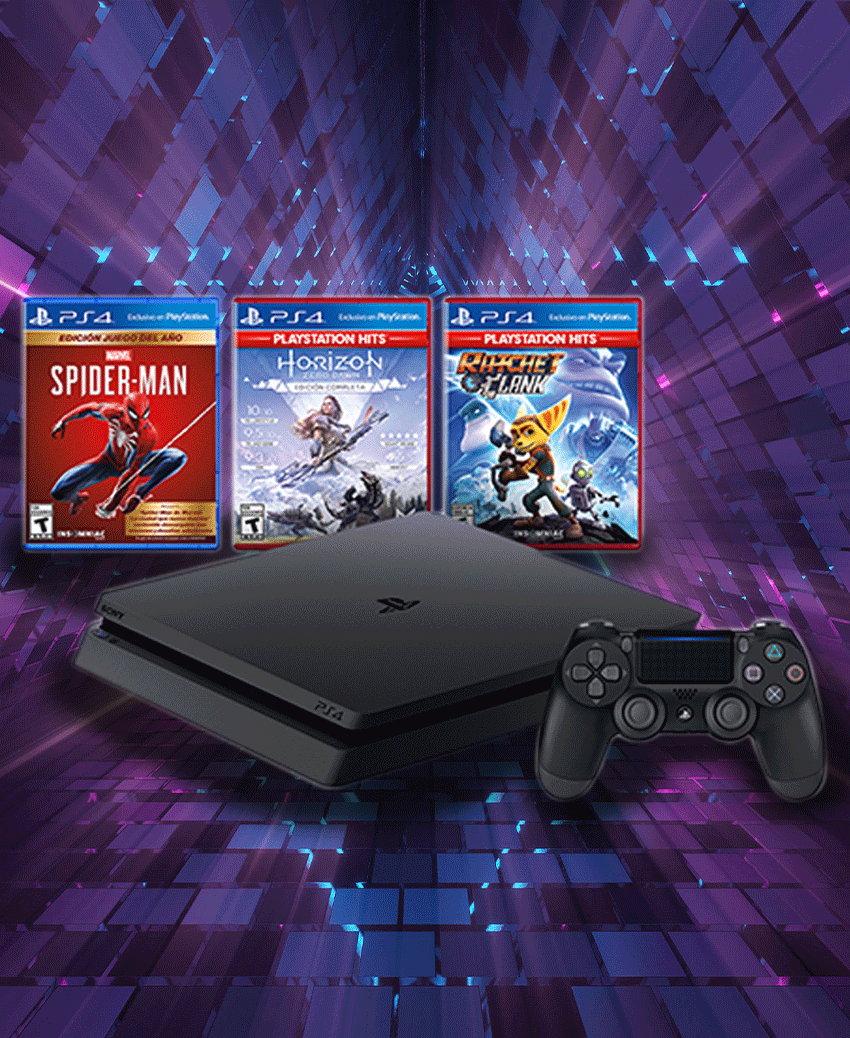 PS4 Exclusivo en PlayStation.
EDICIÓN JUEGO DEL AÑO
MARVEL
SPIDER-MAN
T
INSOMNIAC
PS4 Exclusivo en PlayStation.
PLAYSTATION HITS
HORIZON
ZERO DAWN
EDICIÓN COMPLETA
T
PS4 Exclusivo en PlayStation.
PLAYSTATION HITS
RATCHET
CLANK
INSOMNIAC
SONY
PS4